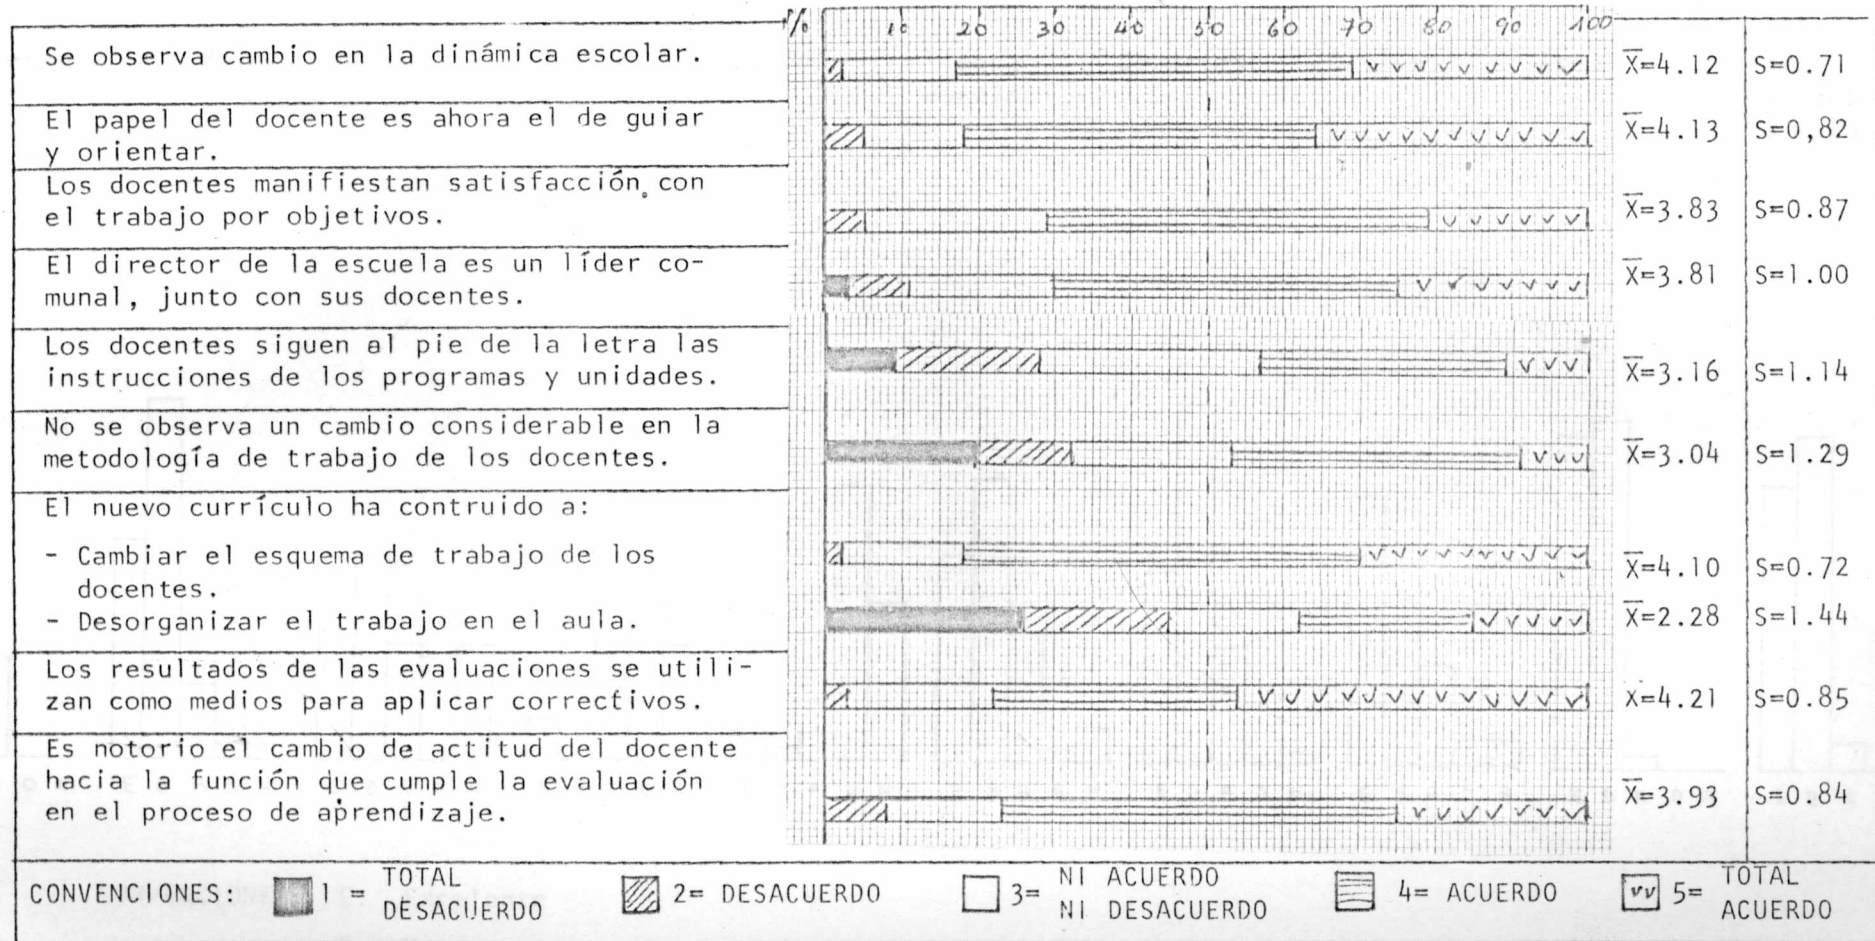 % 10 20 30 40 50 60 70 80 90 100
Se observa cambio en la dinámica escolar.
X̄=4.12 S=0.71
El papel del docente es ahora el de guiar
y orientar.
X̄=4.13 S=0,82
Los docentes manifiestan satisfacción con
el trabajo por objetivos.
X̄=3.83 S=0.87
El director de la escuela es un líder co-
munal, junto con sus docentes.
X̄=3.81 S=1.00
Los docentes siguen al pie de la letra las
instrucciones de los programas y unidades.
X̄=3.16 S=1.14
No se observa un cambio considerable en la
metodología de trabajo de los docentes.
X̄=3.04 S=1.29
El nuevo currículo ha contruido a:
- Cambiar el esquema de trabajo de los
docentes.
X̄=4.10 S=0.72
- Desorganizar el trabajo en el aula.
X̄=2.28 S=1.44
Los resultados de las evaluaciones se utili-
zan como medios para aplicar correctivos.
X=4.21 S=0.85
Es notorio el cambio de actitud del docente
hacia la función que cumple la evaluación
en el proceso de aprendizaje.
X̄=3.93 S=0.84
CONVENCIONES: 1 = TOTAL DESACUERDO 2= DESACUERDO 3= NI ACUERDO NI DESACUERDO 4= ACUERDO 5= TOTAL ACUERDO